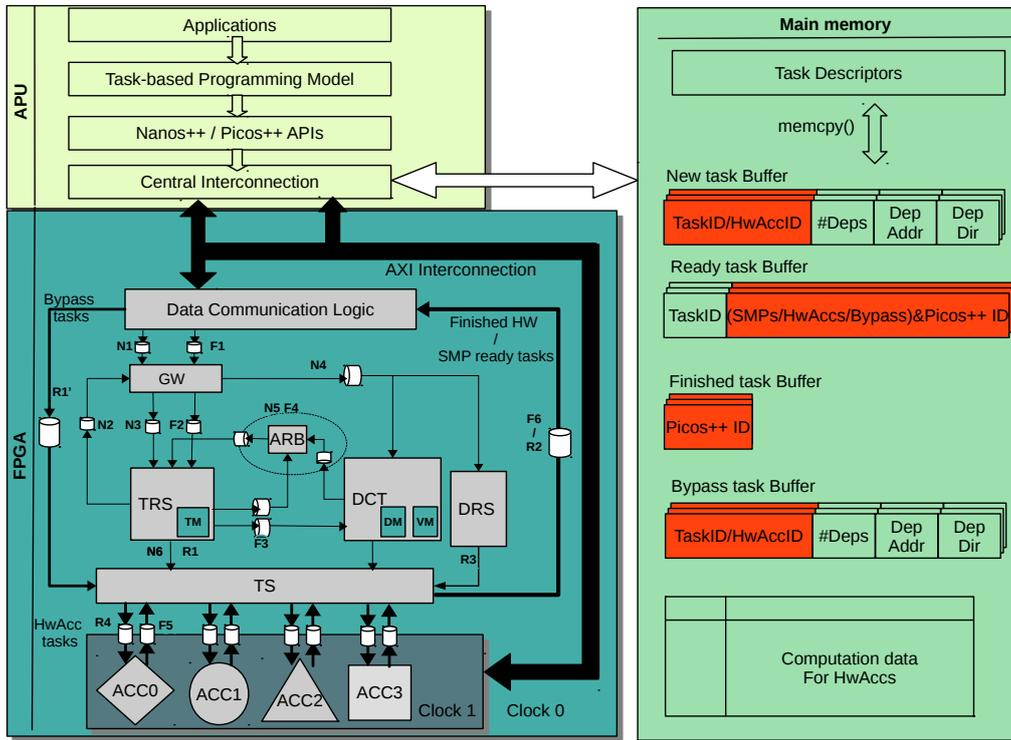 APU
Applications
Task-based Programming Model
Nanos++ / Picos++ APIs
Central Interconnection
FPGA
AXI Interconnection
Bypass
tasks
Data Communication Logic
Finished HW
/
SMP ready tasks
N1
F1
GW
N4
R1'
N2
N3
F2
N5 F4
ARB
F6
/
R2
TRS
TM
DCT
DM
VM
DRS
F3
N6
R1
R3
TS
HwAcc
tasks
R4
F5
ACC0
ACC1
ACC2
ACC3
Clock 1
Clock 0
Main memory
Task Descriptors
memcpy()
New task Buffer
TaskID/HwAccID
#Deps
Dep
Addr
Dep
Dir
Ready task Buffer
TaskID
(SMPs/HwAccs/Bypass)&Picos++ ID
Finished task Buffer
Picos++ ID
Bypass task Buffer
TaskID/HwAccID
#Deps
Dep
Addr
Dep
Dir
Computation data
For HwAccs